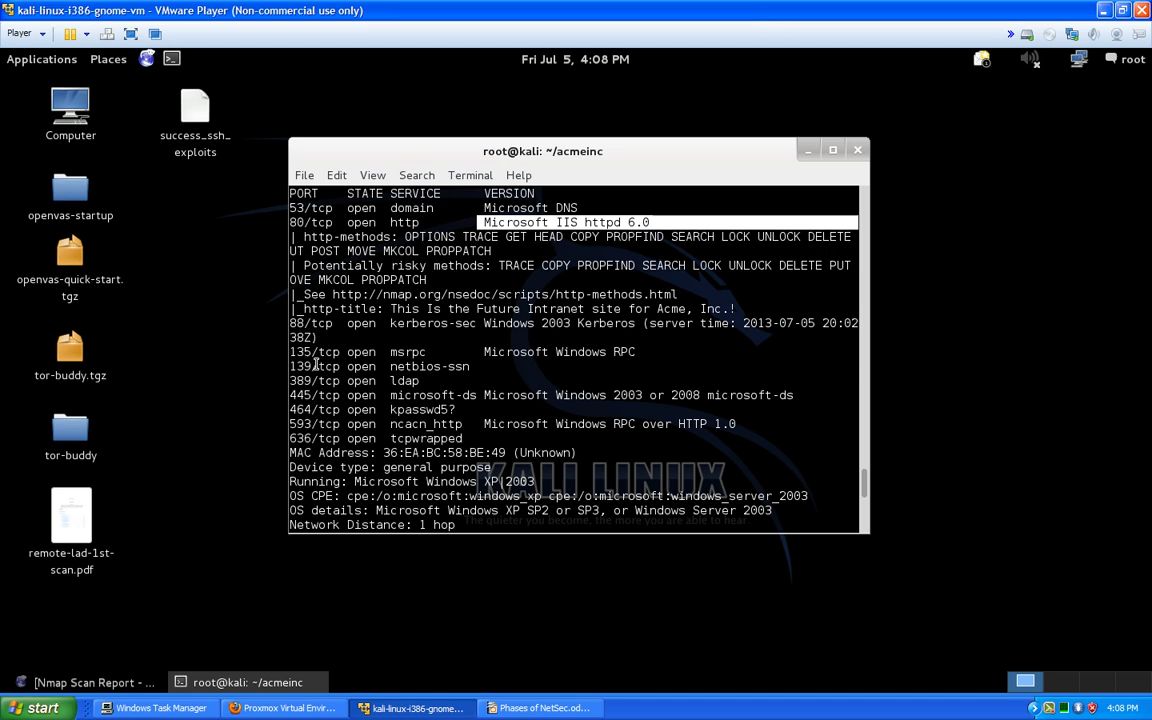 kali-linux-i386-gnome-vm - VMware Player (Non-commercial use only)
Player
Applications Places Fri Jul 5, 4:08 PM root
Computer
success_ssh_
exploits
openvas-startup
openvas-quick-start.
tgz
tor-buddy.tgz
tor-buddy
remote-lad-1st-
scan.pdf
root@kali: ~/acmeinc
File Edit View Search Terminal Help
PORT STATE SERVICE VERSION
53/tcp open domain Microsoft DNS
80/tcp open http Microsoft IIS httpd 6.0
| http-methods: OPTIONS TRACE GET HEAD COPY PROPFIND SEARCH LOCK UNLOCK DELETE
UT POST MOVE MKCOL PROPPATCH
| Potentially risky methods: TRACE COPY PROPFIND SEARCH LOCK UNLOCK DELETE PUT
OVE MKCOL PROPPATCH
|_See http://nmap.org/nsedoc/scripts/http-methods.html
|_http-title: This Is the Future Intranet site for Acme, Inc.!
88/tcp open kerberos-sec Windows 2003 Kerberos (server time: 2013-07-05 20:02
38Z)
135/tcp open msrpc Microsoft Windows RPC
139/tcp open netbios-ssn
389/tcp open ldap
445/tcp open microsoft-ds Microsoft Windows 2003 or 2008 microsoft-ds
464/tcp open kpasswd5?
593/tcp open ncacn_http Microsoft Windows RPC over HTTP 1.0
636/tcp open tcpwrapped
MAC Address: 36:EA:BC:58:BE:49 (Unknown)
Device type: general purpose
Running: Microsoft Windows XP|2003
OS CPE: cpe:/o:microsoft:windows_xp cpe:/o:microsoft:windows_server_2003
OS details: Microsoft Windows XP SP2 or SP3, or Windows Server 2003
Network Distance: 1 hop
KALI LINUX
The quieter you become, the more you are able to hear.
[Nmap Scan Report - ... root@kali: ~/acmeinc
start Windows Task Manager Proxmox Virtual Envir... kali-linux-i386-gnome... Phases of NetSec.od... 4:08 PM